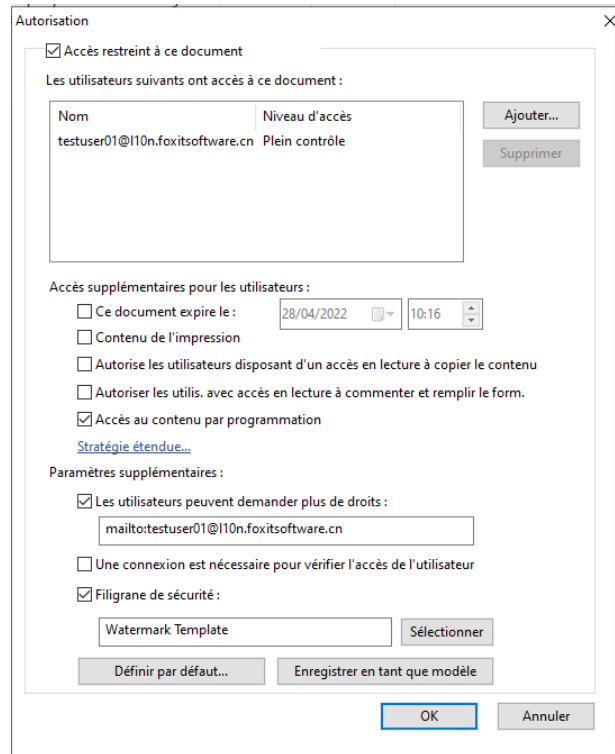 Autorisation
Accès restreint à ce document
Les utilisateurs suivants ont accès à ce document :
Nom Niveau d'accès
Ajouter...
testuser01@l10n.foxitsoftware.cn Plein contrôle
Supprimer
Accès supplémentaires pour les utilisateurs :
Ce document expire le : 28/04/2022 10:16
Contenu de l'impression
Autorise les utilisateurs disposant d'un accès en lecture à copier le contenu
Autoriser les utilis. avec accès en lecture à commenter et remplir le form.
Accès au contenu par programmation
Stratégie étendue...
Paramètres supplémentaires :
Les utilisateurs peuvent demander plus de droits :
mailto:testuser01@l10n.foxitsoftware.cn
Une connexion est nécessaire pour vérifier l'accès de l'utilisateur
Filigrane de sécurité :
Watermark Template Sélectionner
Définir par défaut... Enregistrer en tant que modèle
OK Annuler